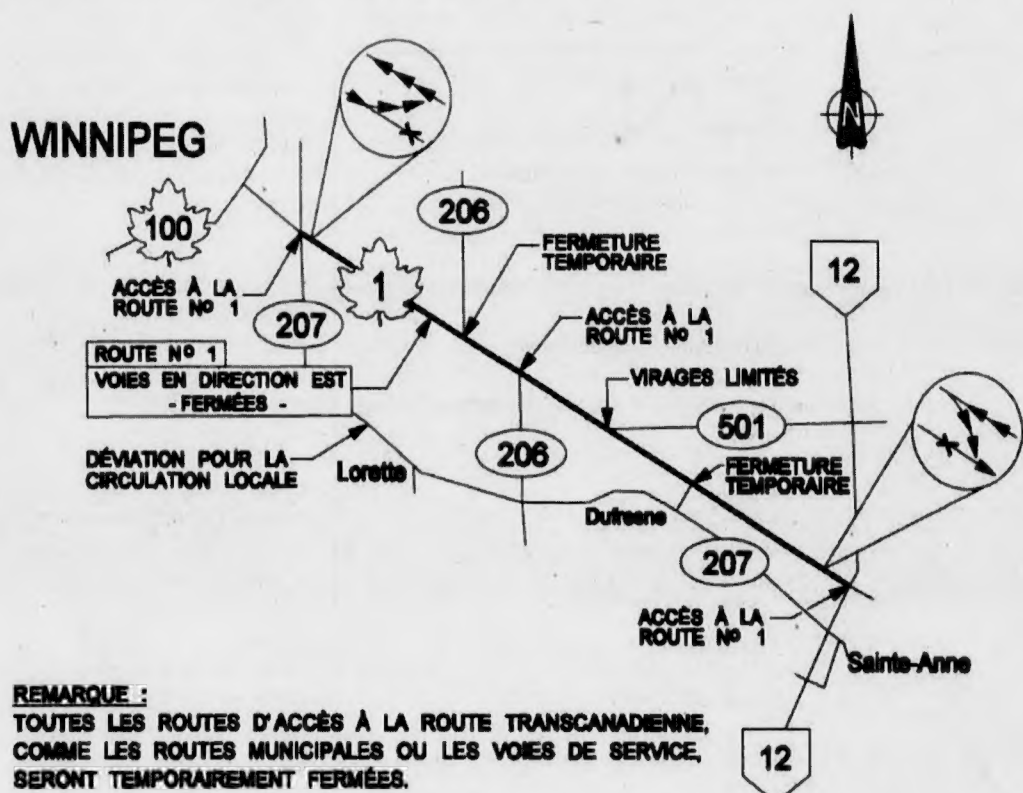 WINNIPEG
N
100
206
FERMETURE
TEMPORAIRE
12
1
ACCÈS À LA
ROUTE Nº 1
207
ACCÈS À LA
ROUTE Nº 1
ROUTE Nº 1
VOIES EN DIRECTION EST
- FERMÉES -
VIRAGES LIMITÉS
501
206
DÉVIATION POUR LA
CIRCULATION LOCALE
Lorette
FERMETURE
TEMPORAIRE
Dufresne
207
ACCÈS À LA
ROUTE Nº 1
Sainte-Anne
12
REMARQUE :
TOUTES LES ROUTES D'ACCÈS À LA ROUTE TRANSCANADIENNE,
COMME LES ROUTES MUNICIPALES OU LES VOIES DE SERVICE,
SERONT TEMPORAIREMENT FERMÉES.